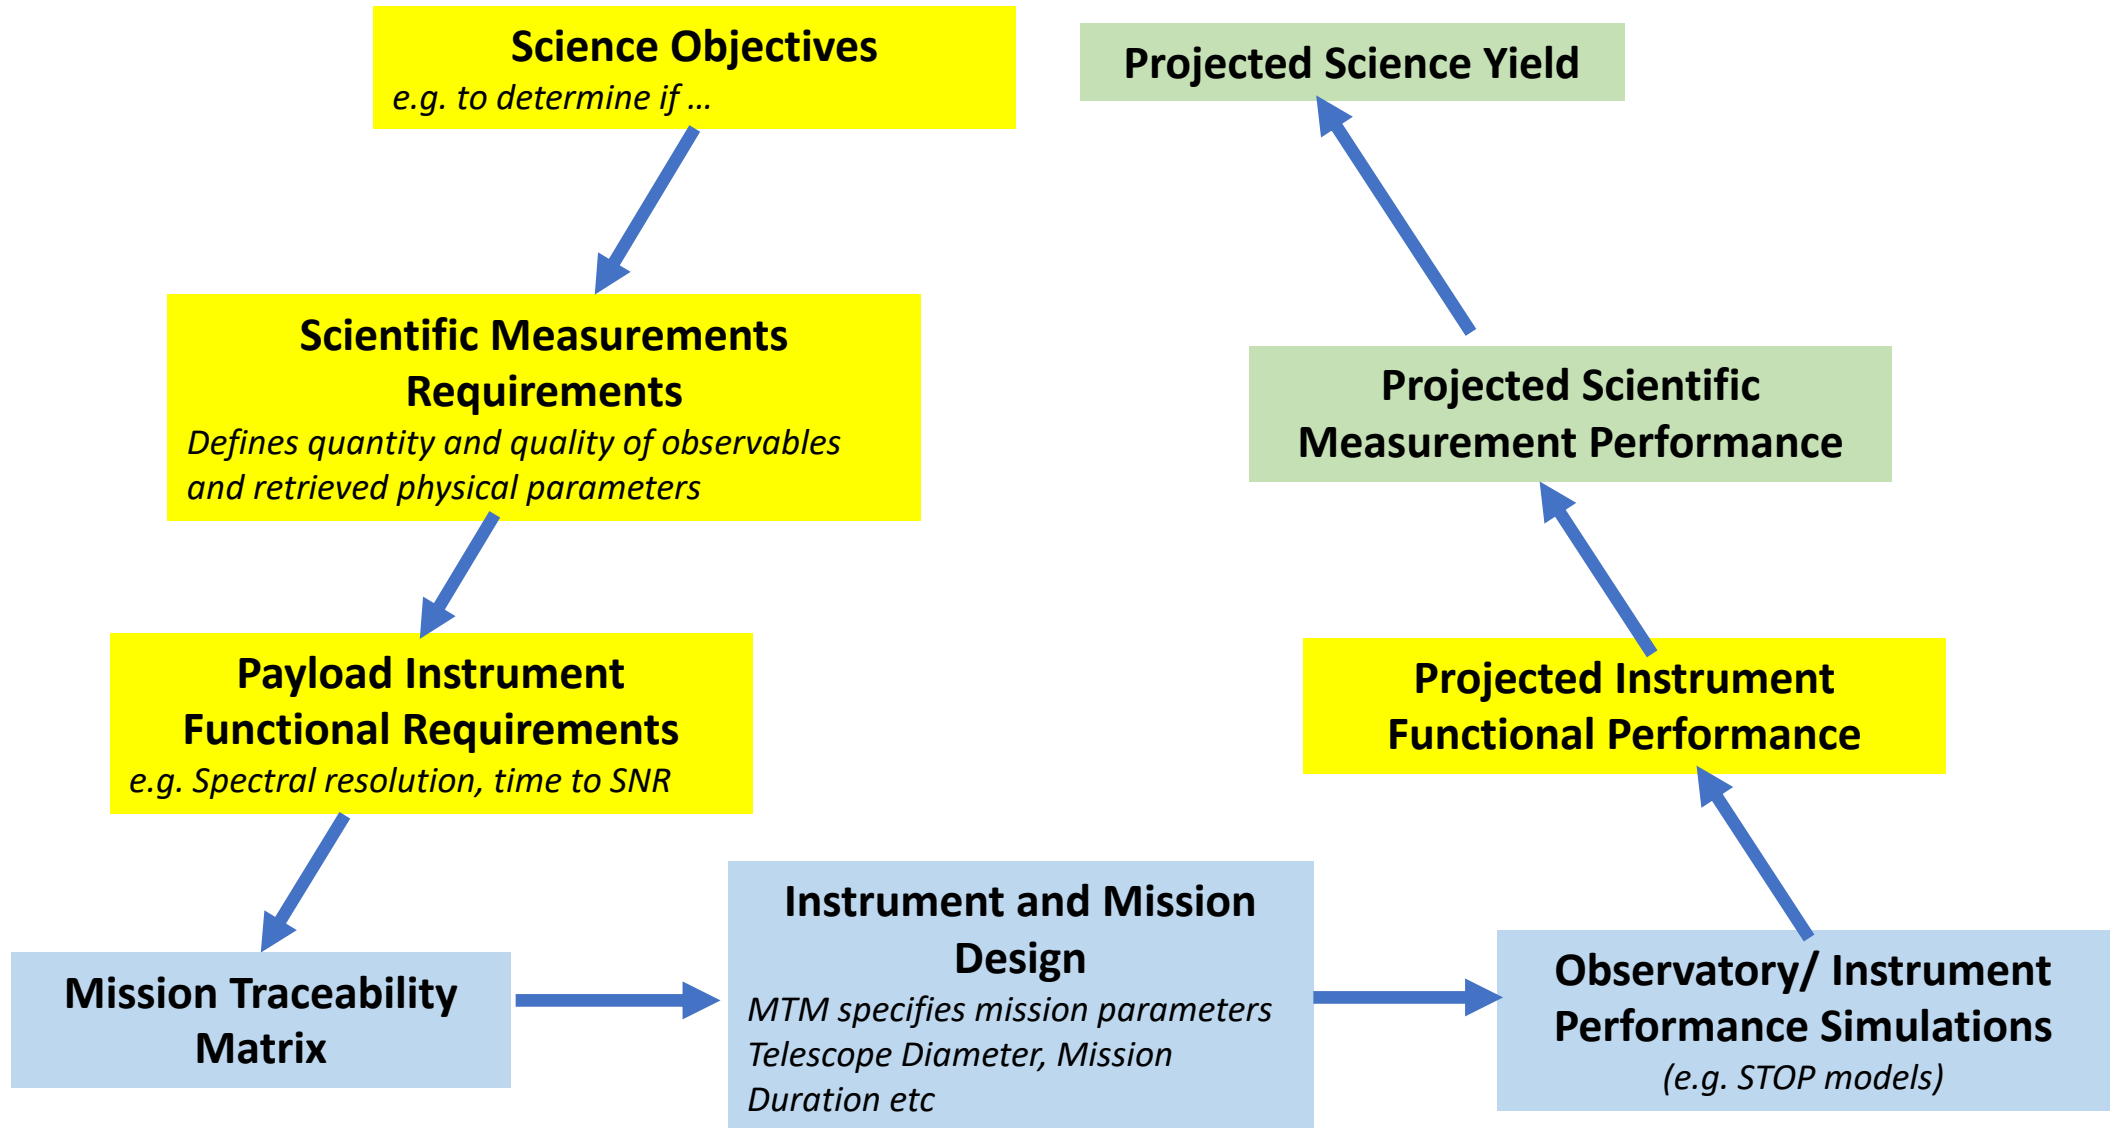 Science Objectives
e.g. to determine if …
Scientific Measurements
Requirements
Defines quantity and quality of observables
and retrieved physical parameters
Payload Instrument
Functional Requirements
e.g. Spectral resolution, time to SNR
Mission Traceability
Matrix
Instrument and Mission
Design
MTM specifies mission parameters
Telescope Diameter, Mission
Duration etc
Observatory/ Instrument
Performance Simulations
(e.g. STOP models)
Projected Instrument
Functional Performance
Projected Scientific
Measurement Performance
Projected Science Yield